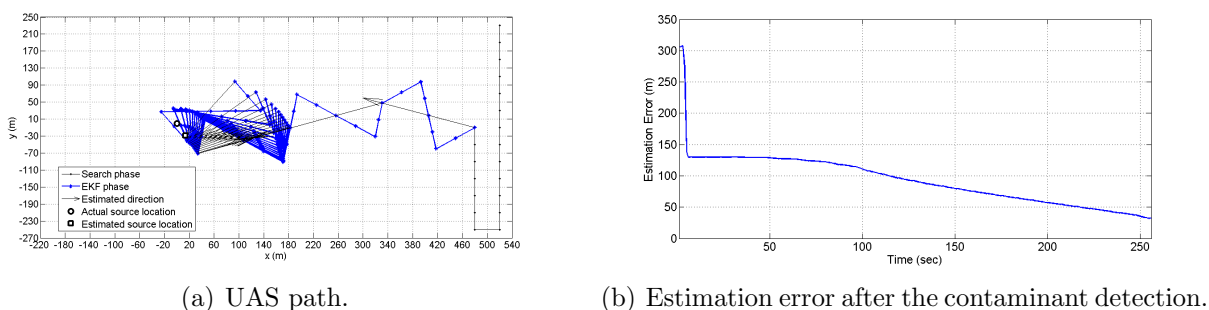 250
210
170
130
90
50
10
-30
-70
-110
-150
-190
-230
-270
y (m)
Search phase
EKF phase
Estimated direction
Actual source location
Estimated source location
-220 -180 -140 -100 -60 -20 20 60 100 140 180 220 260 300 340 380 420 460 500 540
x (m)
(a) UAS path.
350
300
250
200
150
100
50
0
Estimation Error (m)
50 100 150 200 250
Time (sec)
(b) Estimation error after the contaminant detection.